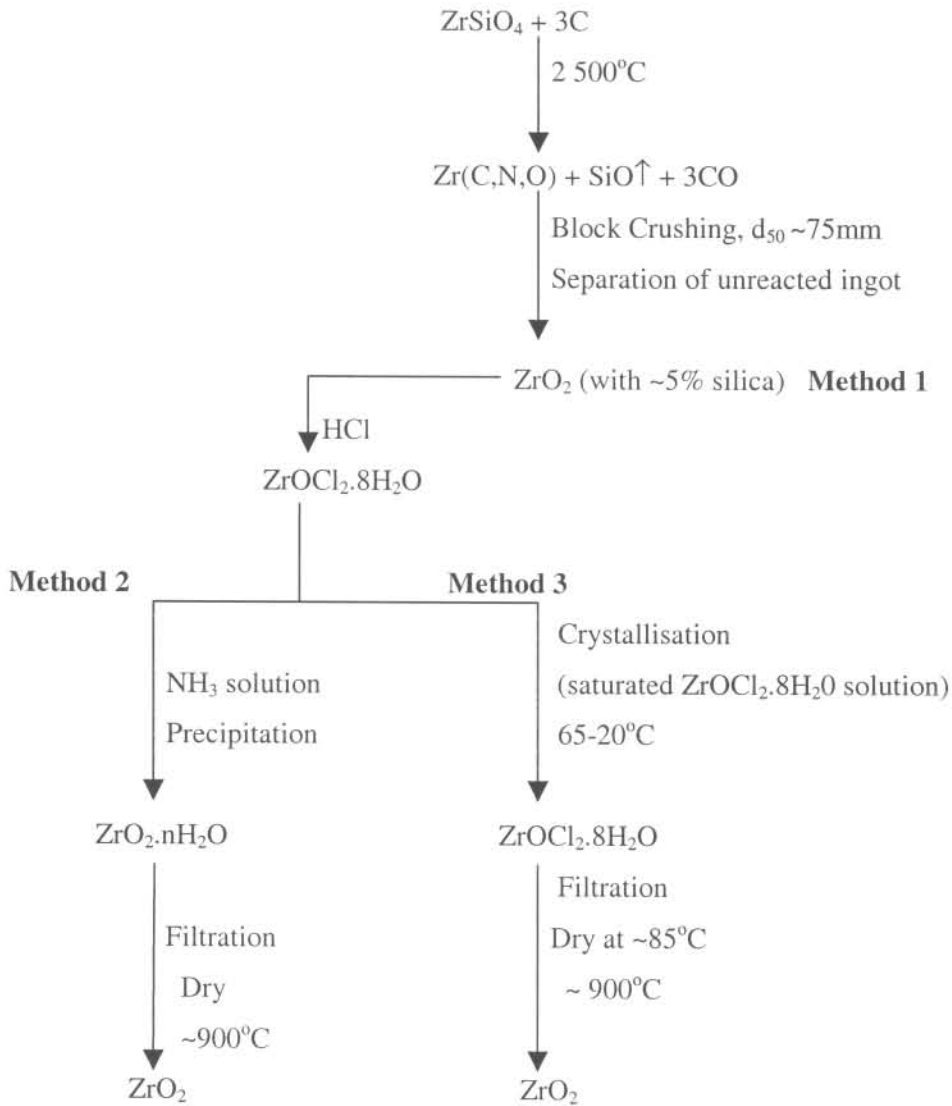 ZrSiO₄ + 3C
2 500°C
Zr(C,N,O) + SiO↑ + 3CO
Block Crushing, d₅₀ ~75mm
Separation of unreacted ingot
ZrO₂ (with ~5% silica) Method 1
HCl
ZrOCl₂.8H₂O
Method 2
Method 3
NH₃ solution
Precipitation
Crystallisation
(saturated ZrOCl₂.8H₂0 solution)
65-20°C
ZrO₂.nH₂O
ZrOCl₂.8H₂O
Filtration
Dry
~900°C
Filtration
Dry at ~85°C
~ 900°C
ZrO₂
ZrO₂